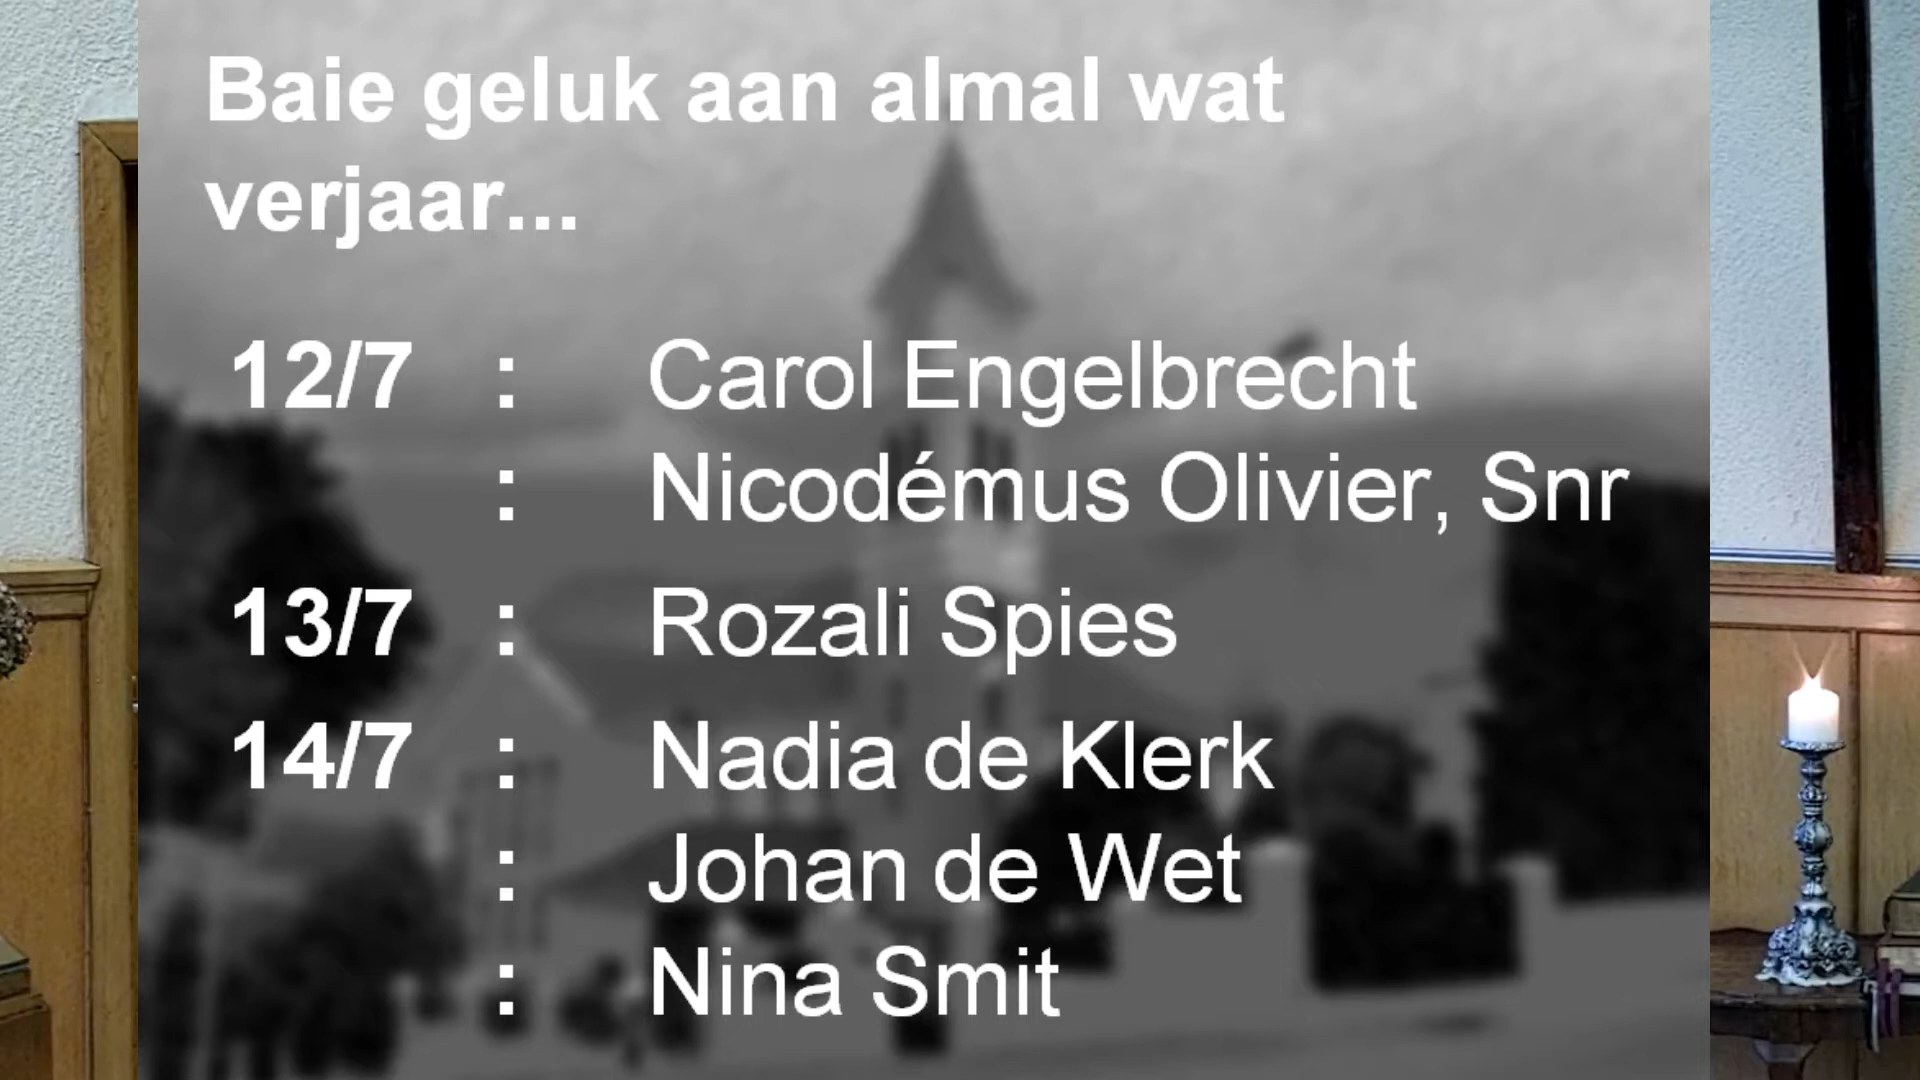 Baie geluk aan almal wat
verjaar...
12/7 : Carol Engelbrecht
: Nicodémus Olivier, Snr
13/7 : Rozali Spies
14/7 : Nadia de Klerk
: Johan de Wet
: Nina Smit